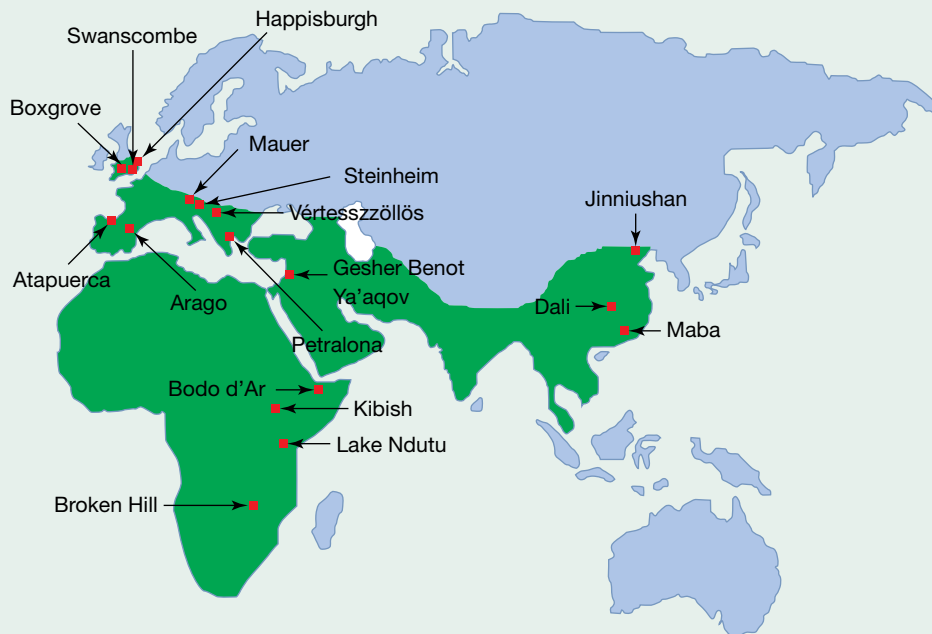 Happisburgh
Swanscombe
Boxgrove
Mauer
Steinheim
Vértesszzöllös
Jinniushan
Atapuerca
Arago
Gesher Benot
Ya’aqov
Petralona
Dali
Maba
Bodo d’Ar
Kibish
Lake Ndutu
Broken Hill